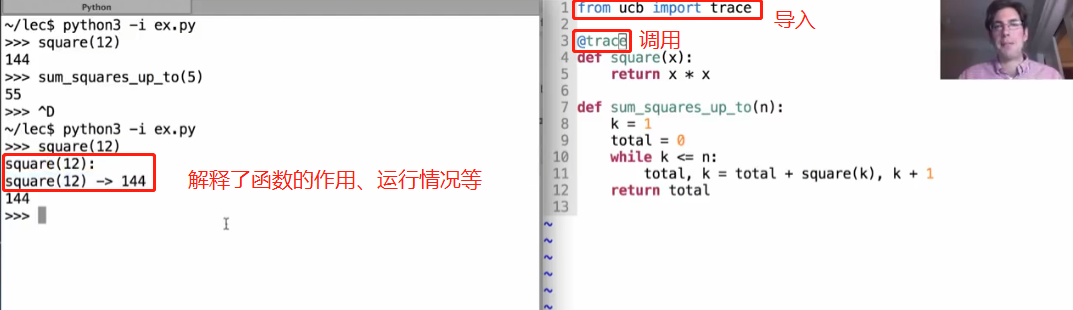 Python
~/lec$ python3 -i ex.py
>>> square(12)
144
>>> sum_squares_up_to(5)
55
>>> ^D
~/lec$ python3 -i ex.py
>>> square(12)
square(12):
square(12) -> 144
144
>>>
解释了函数的作用、运行情况等
1 from ucb import trace
导入
2
3 @trace
调用
4 def square(x):
5 return x * x
6
7 def sum_squares_up_to(n):
8 k = 1
9 total = 0
10 while k <= n:
11 total, k = total + square(k), k + 1
12 return total
13
~
~
~
~
~
~